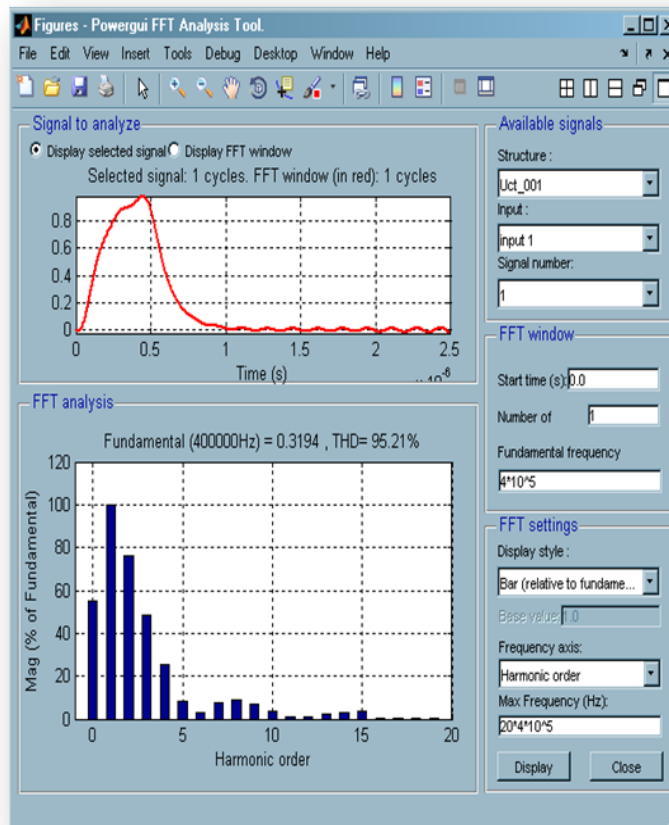 Figures - Powergui FFT Analysis Tool.
File Edit View Insert Tools Debug Desktop Window Help
Signal to analyze
Display selected signal Display FFT window
Selected signal: 1 cycles. FFT window (in red): 1 cycles
0.8
0.6
0.4
0.2
0
0 0.5 1 1.5 2 2.5
Time (s)
FFT analysis
Fundamental (400000Hz) = 0.3194 , THD= 95.21%
Mag (% of Fundamental)
120
100
80
60
40
20
0
0 5 10 15 20
Harmonic order
Available signals
Structure :
Uct_001
Input :
input 1
Signal number:
1
FFT window
Start time (s): 0.0
Number of 1
Fundamental frequency
4*10^5
FFT settings
Display style :
Bar (relative to fundame...
Base value: 1.0
Frequency axis:
Harmonic order
Max Frequency (Hz):
20*4*10^5
Display Close